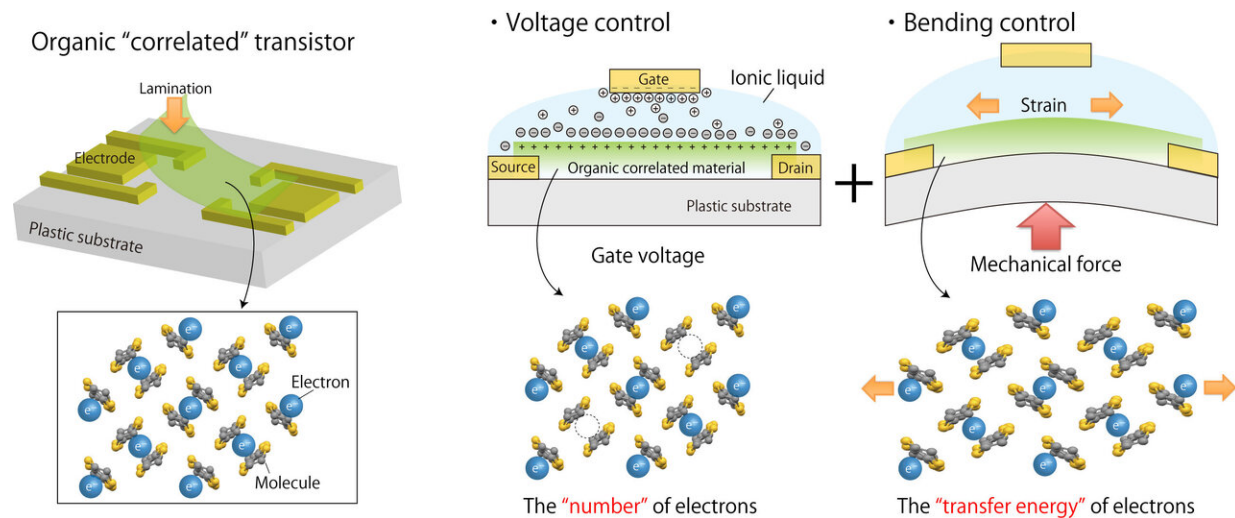 Organic “correlated” transistor
Lamination
Electrode
Plastic substrate
e⁻
e⁻
e⁻
e⁻
e⁻
e⁻
e⁻
e⁻
e⁻
e⁻
Electron
Molecule
・Voltage control
Gate
Ionic liquid
Source
Organic correlated material
Drain
Plastic substrate
Gate voltage
e⁻
e⁻
e⁻
e⁻
e⁻
e⁻
e⁻
e⁻
The “number” of electrons
+
・Bending control
Strain
Mechanical force
e⁻
e⁻
e⁻
e⁻
e⁻
e⁻
e⁻
e⁻
e⁻
e⁻
The “transfer energy” of electrons